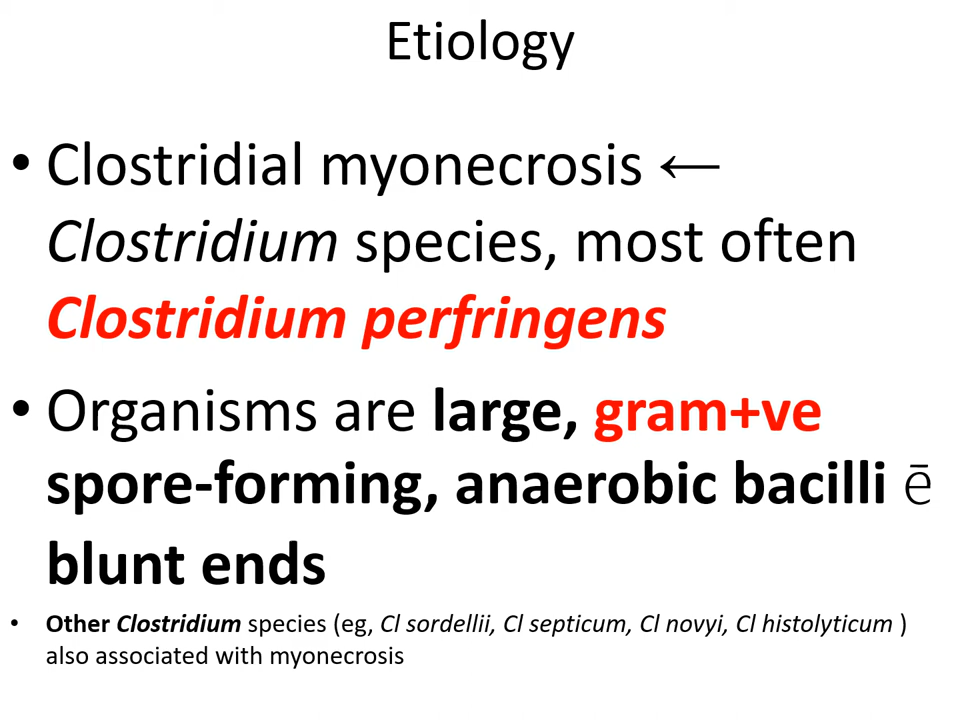 Etiology
• Clostridial myonecrosis ←
Clostridium species, most often
Clostridium perfringens
• Organisms are large, gram+ve
spore-forming, anaerobic bacilli ē
blunt ends
• Other Clostridium species (eg, Cl sordellii, Cl septicum, Cl novyi, Cl histolyticum )
also associated with myonecrosis